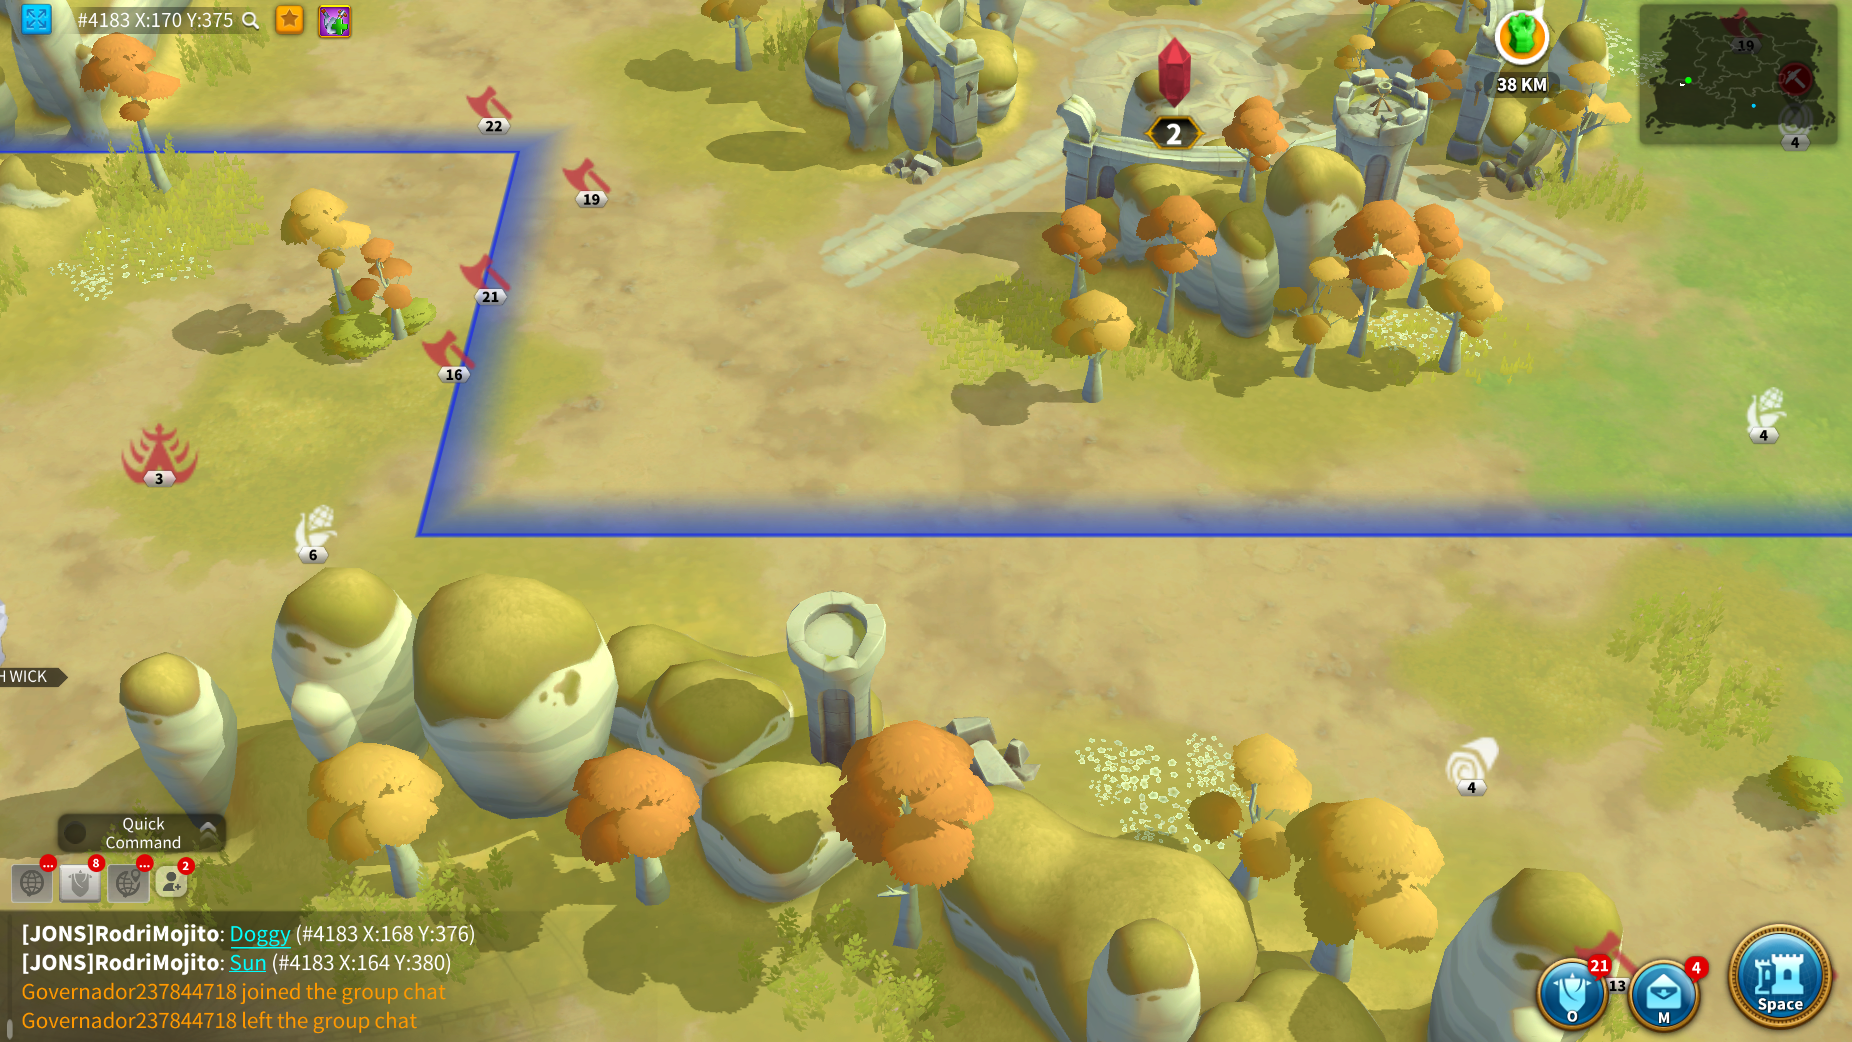 #4183 X:170 Y:375
22
19
21
16
3
6
2
38 KM
19
4
4
4
H WICK
Quick
Command
...
8
...
2
[JONS]RodriMojito: Doggy (#4183 X:168 Y:376)
[JONS]RodriMojito: Sun (#4183 X:164 Y:380)
Governador237844718 joined the group chat
Governador237844718 left the group chat
21
O
13
4
M
Space